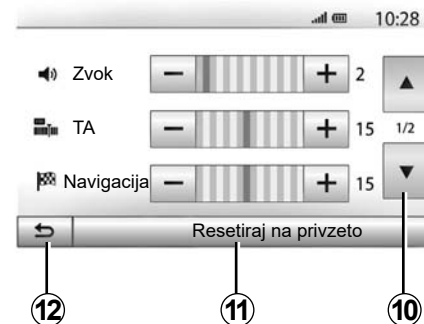 10:28
Zvok 2
TA 15 1/2
Navigacija 15
Resetiraj na privzeto
12 11 10